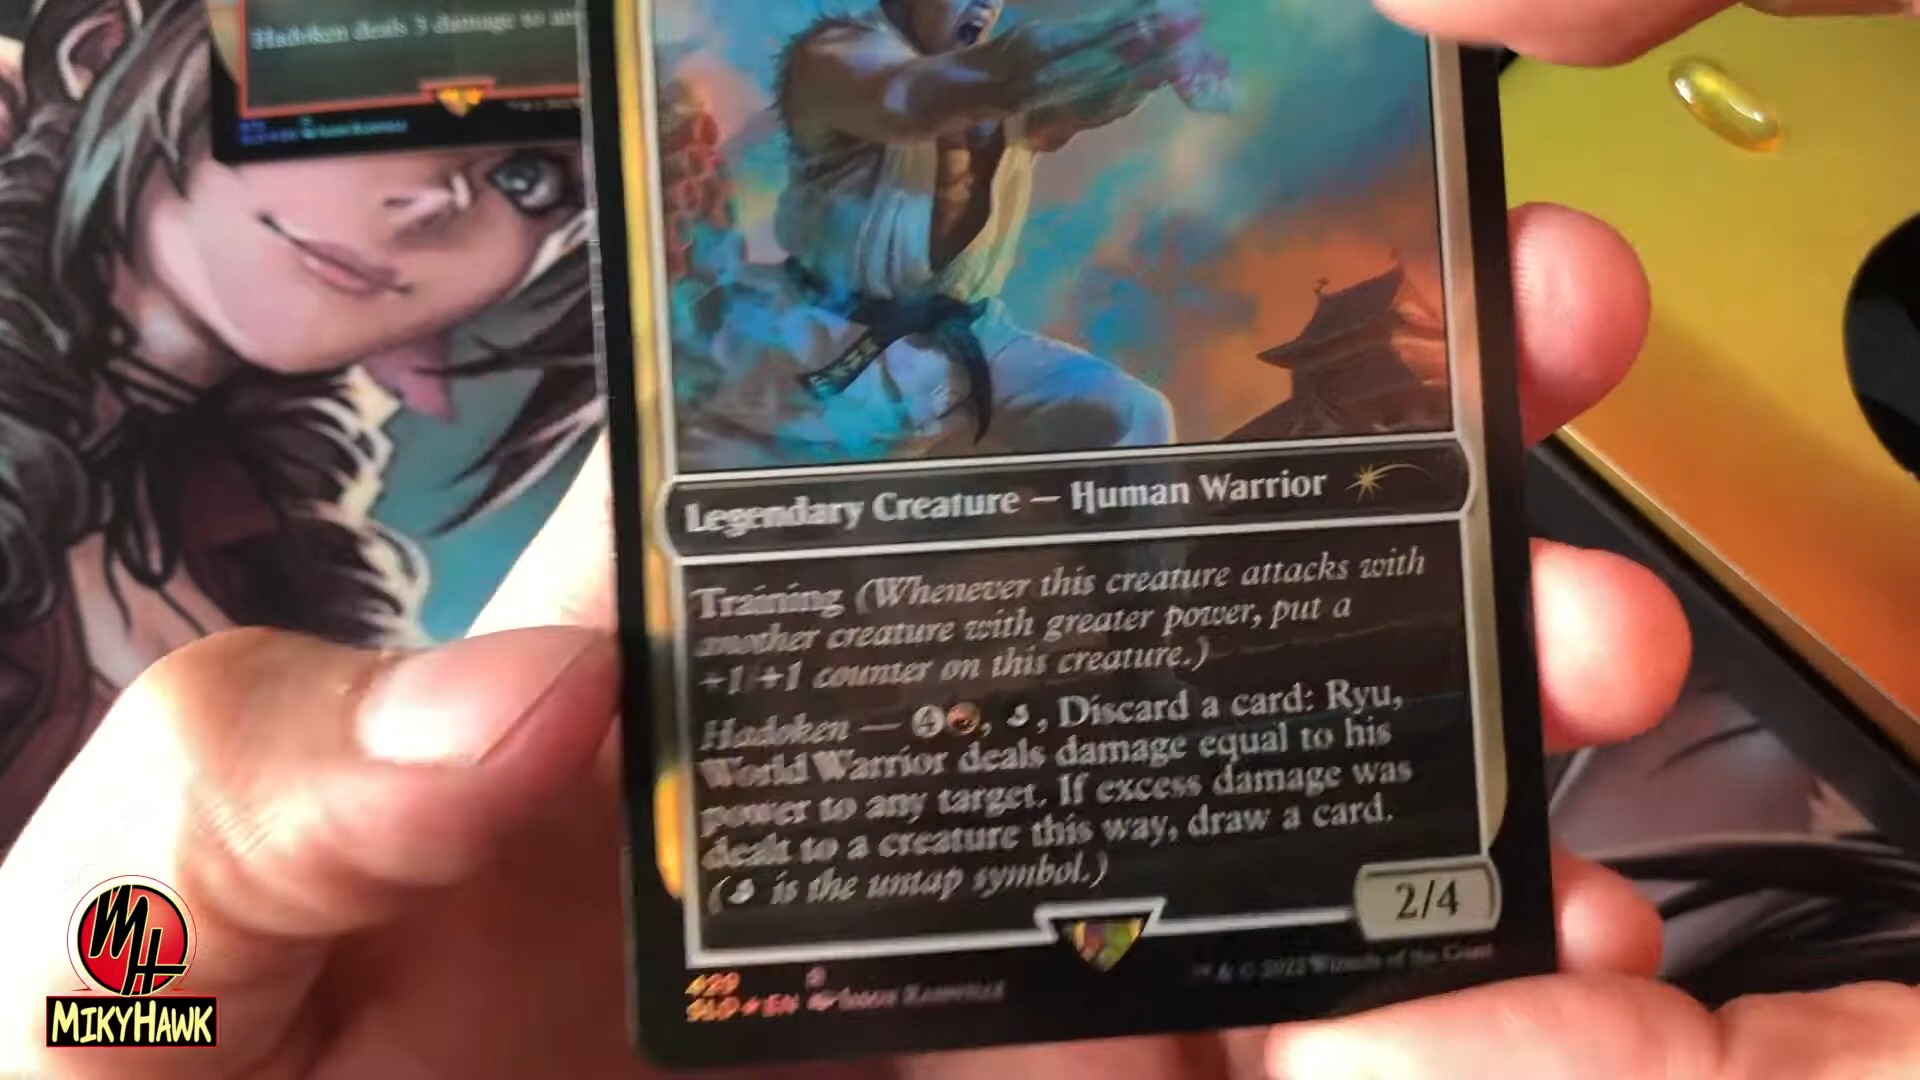 Hadoken deals 3 damage to an
Legendary Creature — Human Warrior
Training (Whenever this creature attacks with
another creature with greater power, put a
+1/+1 counter on this creature.)
Hadoken — 4, , Discard a card: Ryu,
World Warrior deals damage equal to his
power to any target. If excess damage was
dealt to a creature this way, draw a card.
( is the untap symbol.)
2/4
SLD EN
™ & © 2022 Wizards of the Coast
MH
MIKYHAWK